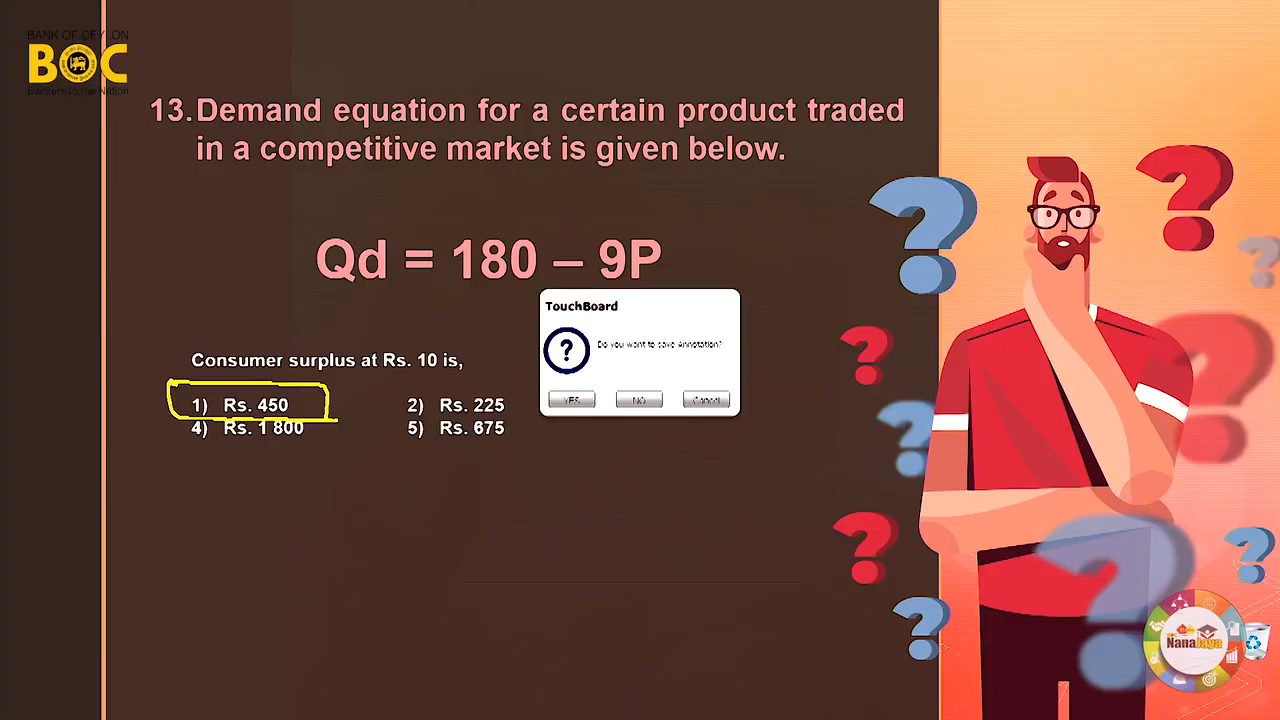 BANK OF CEYLON
BOC
Bankers to the Nation
13. Demand equation for a certain product traded
in a competitive market is given below.
Qd = 180 – 9P
TouchBoard
Do you want to save Annotation?
YES NO Cancel
Consumer surplus at Rs. 10 is,
1) Rs. 450 2) Rs. 225
4) Rs. 1 800 5) Rs. 675
NanaJaya